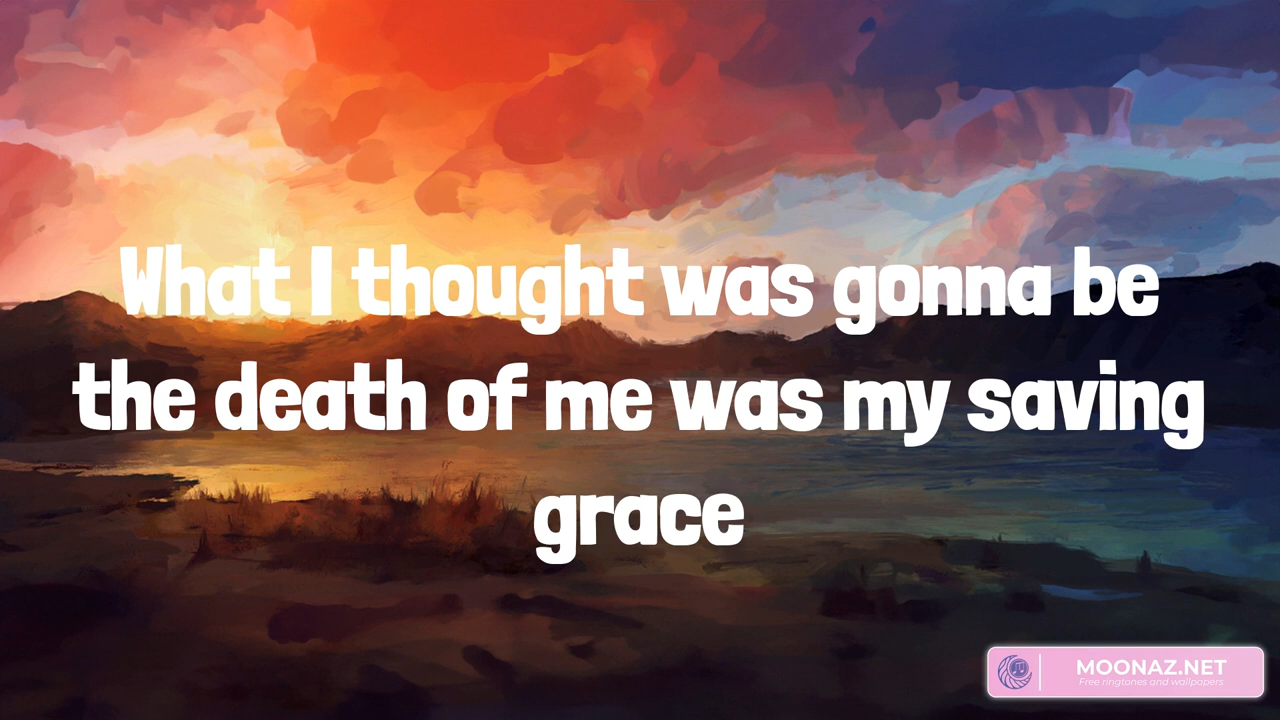 What I thought was gonna be
the death of me was my saving
grace
MOONAZ.NET
Free ringtones and wallpapers